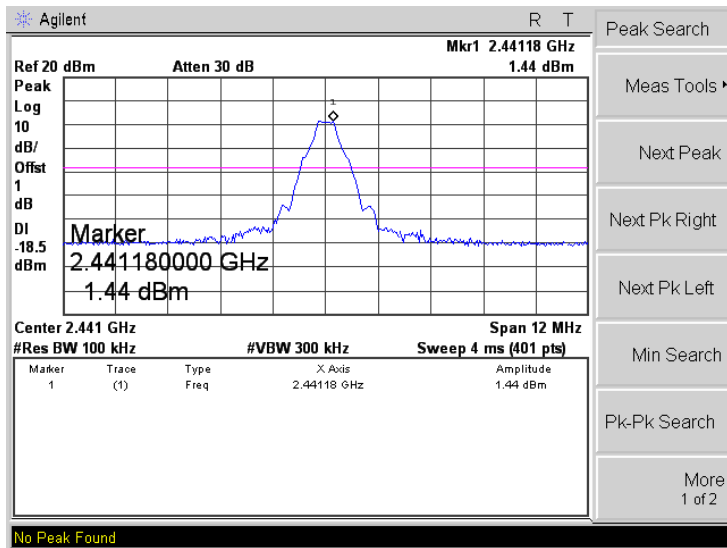 Agilent R T
Peak Search
Mkr1 2.44118 GHz
Ref 20 dBm Atten 30 dB 1.44 dBm
Peak
Log
10
dB/
Offst
1
dB
DI
-18.5
dBm
1
Marker
2.441180000 GHz
1.44 dBm
Center 2.441 GHz Span 12 MHz
#Res BW 100 kHz #VBW 300 kHz Sweep 4 ms (401 pts)
Marker Trace Type X Axis Amplitude
1 (1) Freq 2.44118 GHz 1.44 dBm
Meas Tools
Next Peak
Next Pk Right
Next Pk Left
Min Search
Pk-Pk Search
More
1 of 2
No Peak Found